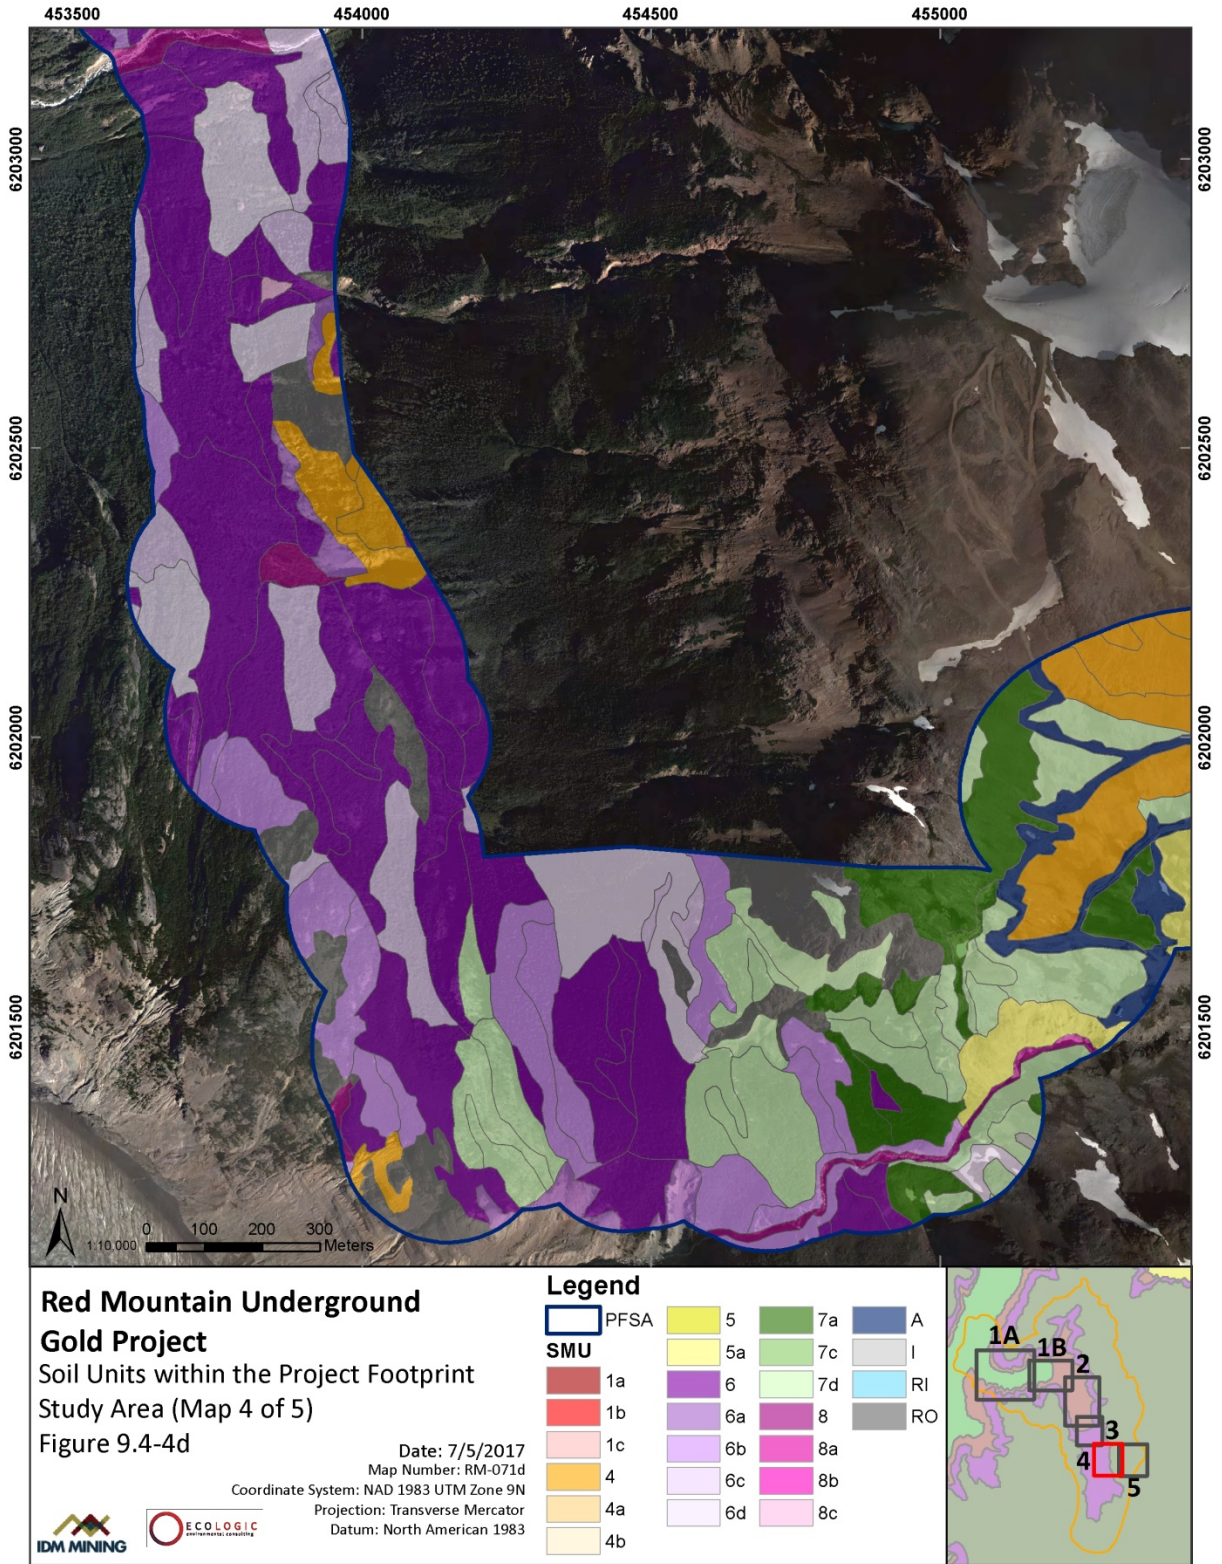 453500 454000 454500 455000
6203000 6203000
6202500 6202500
6202000 6202000
6201500 6201500
N
0 100 200 300
1:10,000 Meters
Red Mountain Underground
Gold Project
Soil Units within the Project Footprint
Study Area (Map 4 of 5)
Figure 9.4-4d
Date: 7/5/2017
Map Number: RM-071d
Coordinate System: NAD 1983 UTM Zone 9N
Projection: Transverse Mercator
Datum: North American 1983
IDM MINING
ECOLOGIC
environmental consulting
Legend
PFSA
SMU
1a
1b
1c
4
4a
4b
5
5a
6
6a
6b
6c
6d
7a
7c
7d
8
8a
8b
8c
A
I
RI
RO
1A
1B
2
3
4
5